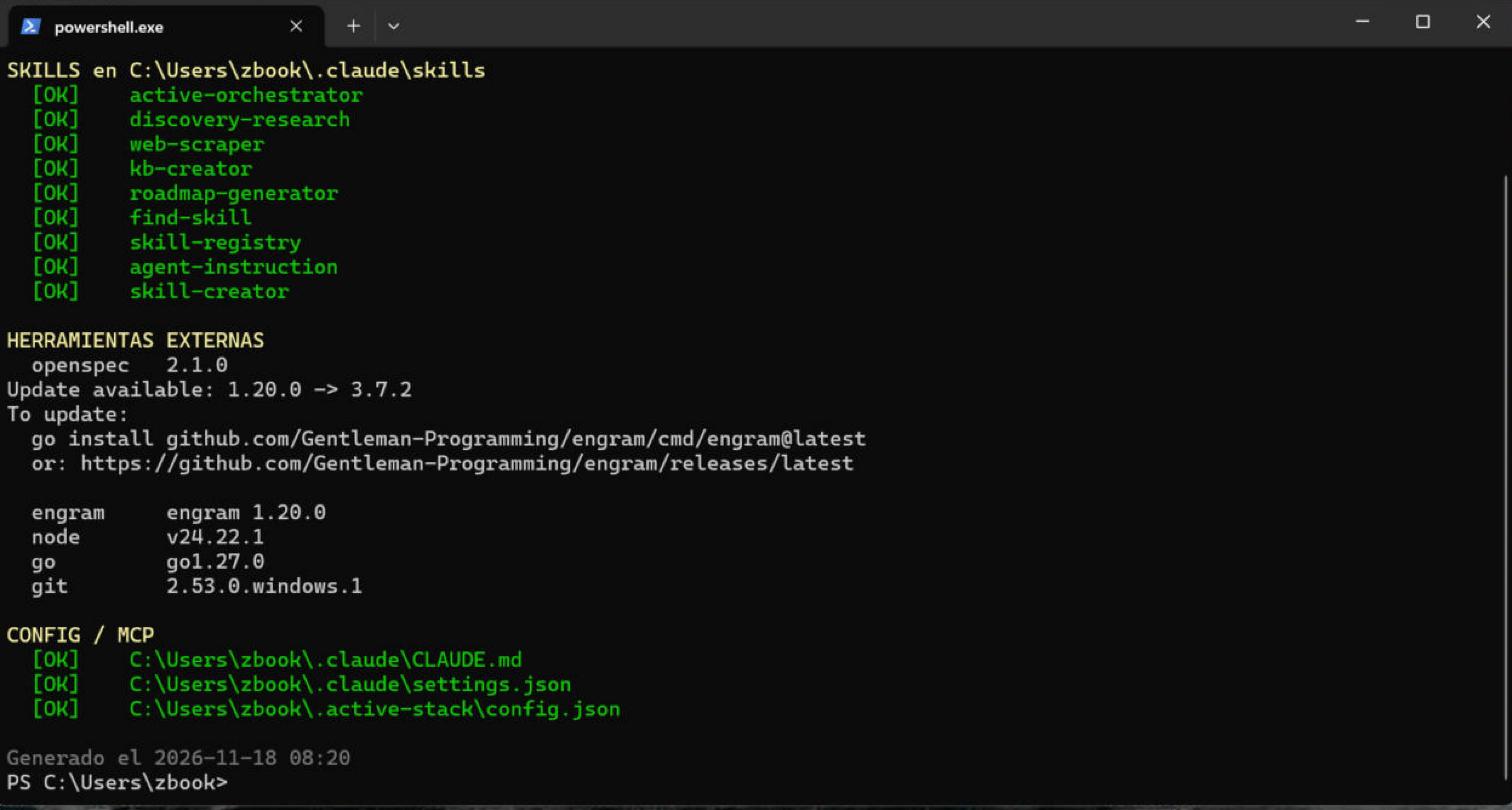 powershell.exe
SKILLS en C:\Users\zbook\.claude\skills
[OK] active-orchestrator
[OK] discovery-research
[OK] web-scraper
[OK] kb-creator
[OK] roadmap-generator
[OK] find-skill
[OK] skill-registry
[OK] agent-instruction
[OK] skill-creator
HERRAMIENTAS EXTERNAS
openspec 2.1.0
Update available: 1.20.0 -> 3.7.2
To update:
go install github.com/Gentleman-Programming/engram/cmd/engram@latest
or: https://github.com/Gentleman-Programming/engram/releases/latest
engram engram 1.20.0
node v24.22.1
go go1.27.0
git 2.53.0.windows.1
CONFIG / MCP
[OK] C:\Users\zbook\.claude\CLAUDE.md
[OK] C:\Users\zbook\.claude\settings.json
[OK] C:\Users\zbook\.active-stack\config.json
Generado el 2026-11-18 08:20
PS C:\Users\zbook>